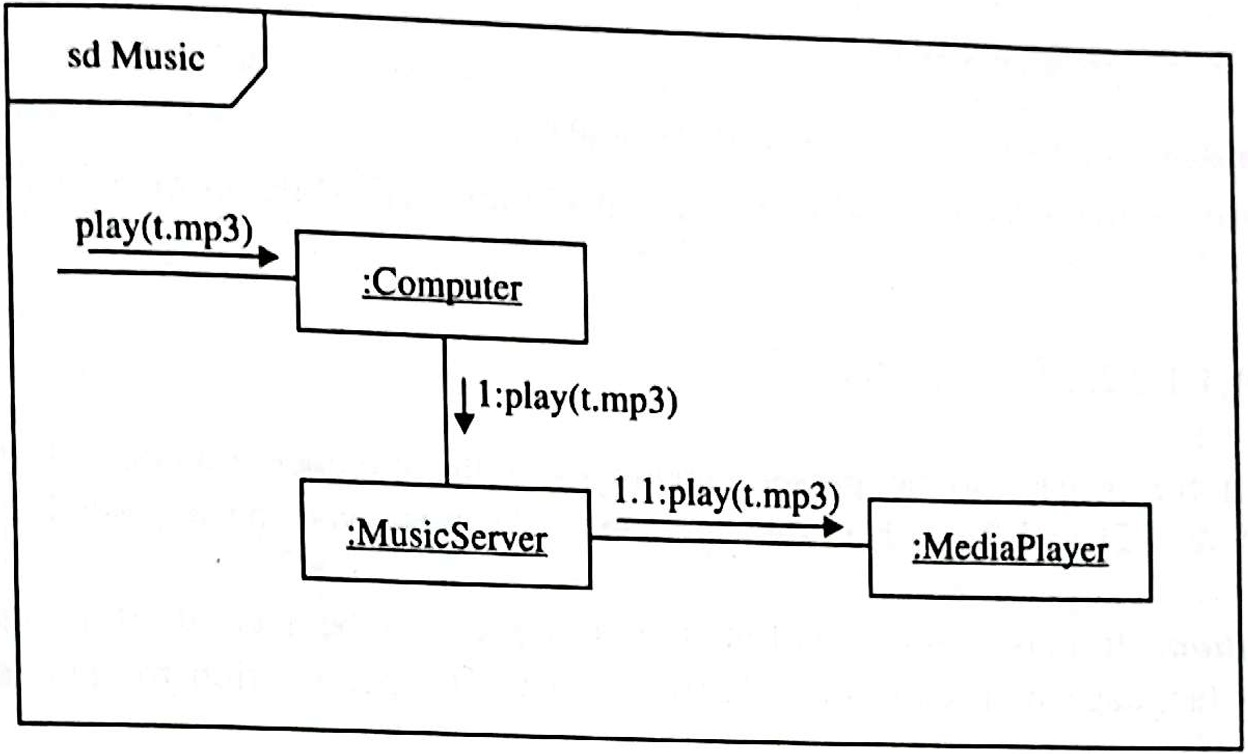 sd Music
play(t.mp3)
:Computer
1:play(t.mp3)
1.1:play(t.mp3)
:MusicServer
:MediaPlayer